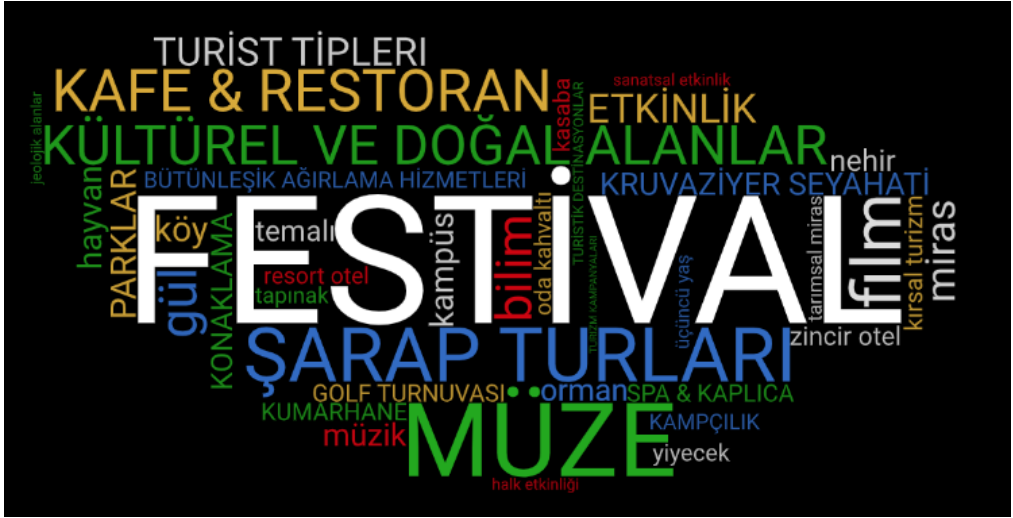 TURİST TİPLERI
KAFE & RESTORAN
sanatsal etkinlik
kasaba
ETKİNLİK
TURİSTİK DESTİNASYONLAR
jeolojik alanlar
KÜLTÜREL VE DOĞAL ALANLAR
nehir
hayvan
BÜTÜNLEŞİK AĞIRLAMA HİZMETLERİ
KRUVAZİYER SEYAHATİ
PARKLAR
FESTİVAL
köy
temalı
kampüs
bilim
oda kahvaltı
tarımsal miras
film
kırsal turizm
miras
gül
KONAKLAMA
resort otel
tapınak
TURİZM KAMPANYALARI
üçüncü yaş
zincir otel
ŞARAP TURLARI
GOLF TURNUVASI
orman
SPA & KAPLICA
KUMARHANE
MÜZE
KAMPÇILIK
müzik
yiyecek
halk etkinliği